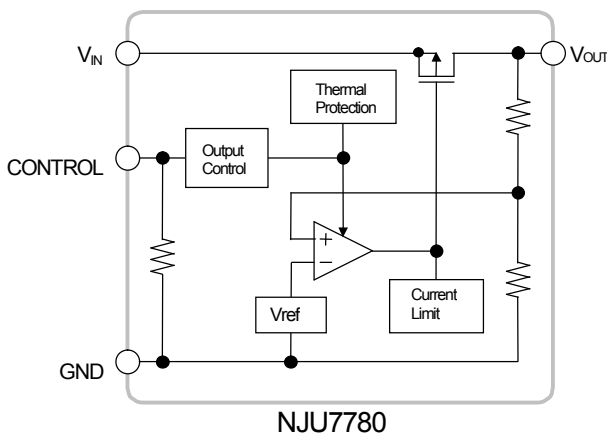 VIN
VOUT
Thermal
Protection
CONTROL
Output
Control
+
−
Vref
Current
Limit
GND
NJU7780